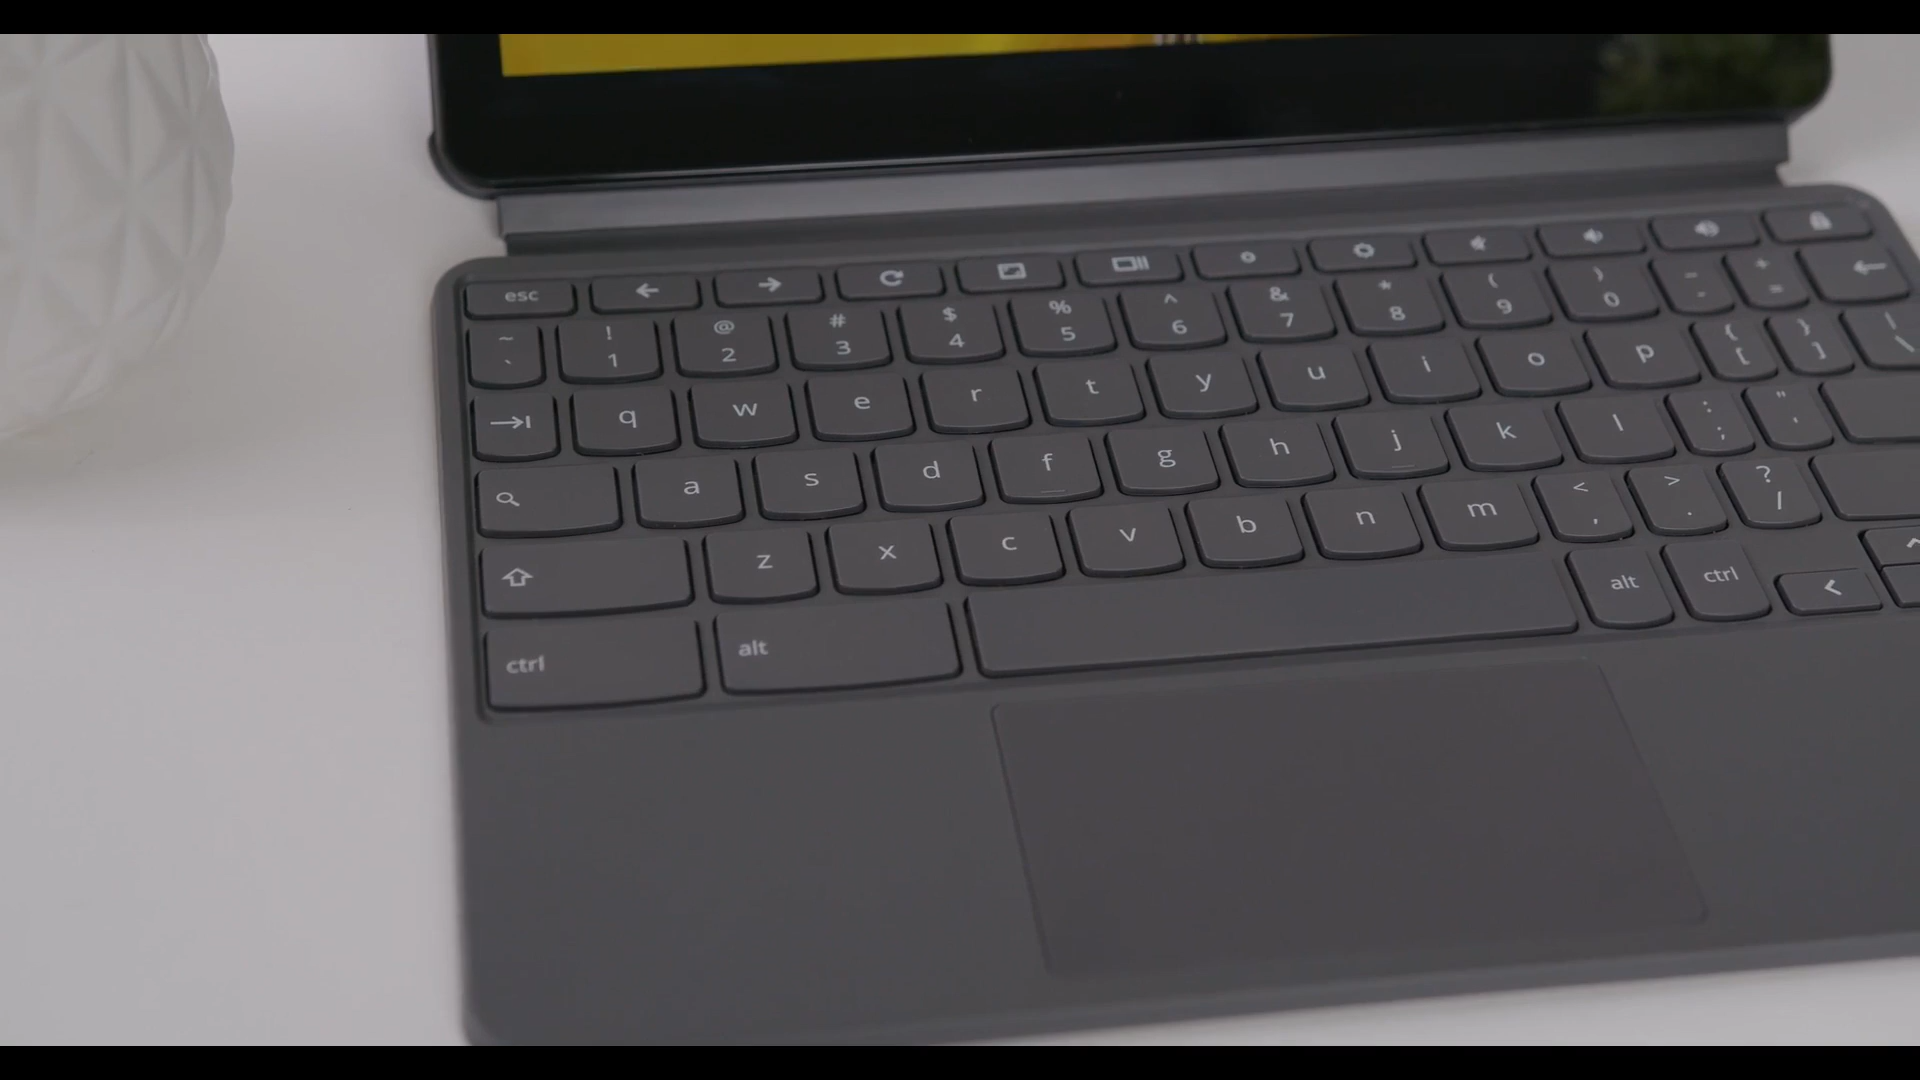 esc
~ ! @ # $ % ^ & * ( ) _ +
` 1 2 3 4 5 6 7 8 9 0 - =
q w e r t y u i o p { [ } ] | \
a s d f g h j k l : ; " '
z x c v b n m < , > . ? /
ctrl alt alt ctrl